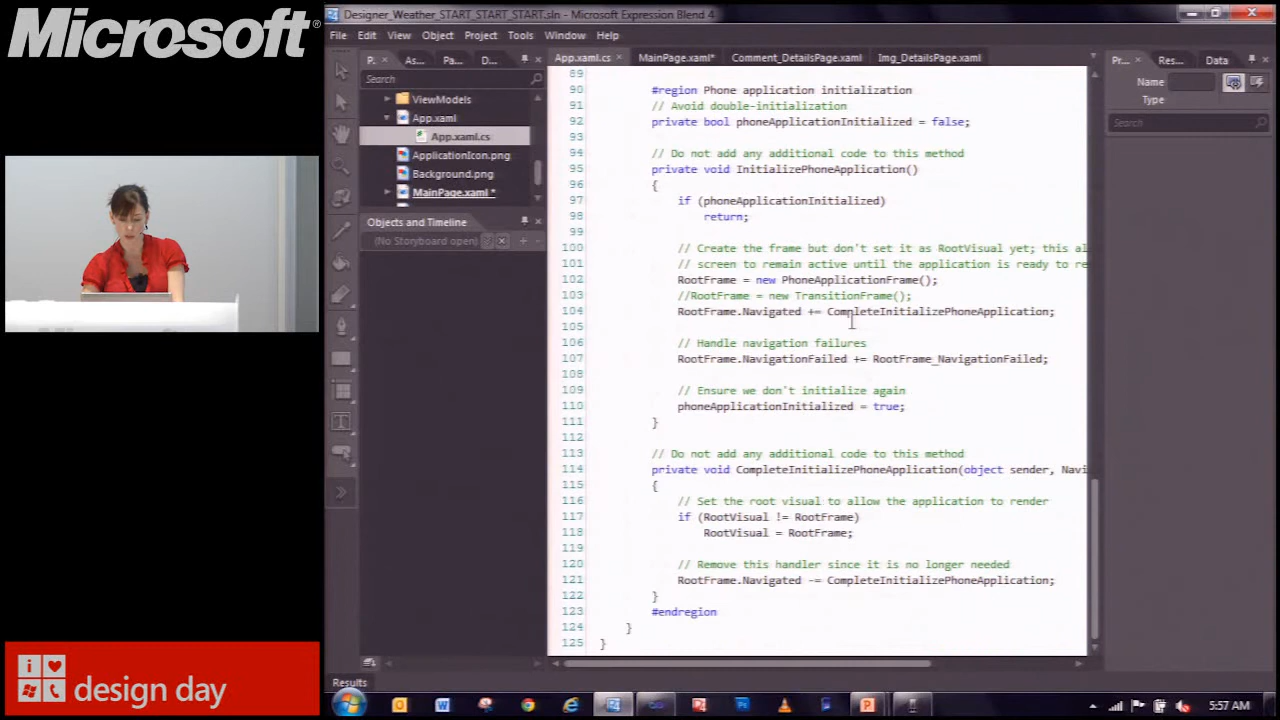 Microsoft®
Designer_Weather_START_START_START.sln - Microsoft Expression Blend 4
File Edit View Object Project Tools Window Help
P.. As... Pa... D...
App.xaml.cs MainPage.xaml* Comment_DetailsPage.xaml Img_DetailsPage.xaml
Pr... Res... Data
Search
ViewModels
App.xaml
App.xaml.cs
ApplicationIcon.png
Background.png
MainPage.xaml *
Objects and Timeline
(No Storyboard open)
Name
Type
Search
89
90 #region Phone application initialization
91 // Avoid double-initialization
92 private bool phoneApplicationInitialized = false;
93
94 // Do not add any additional code to this method
95 private void InitializePhoneApplication()
96 {
97 if (phoneApplicationInitialized)
98 return;
99
100 // Create the frame but don't set it as RootVisual yet; this al
101 // screen to remain active until the application is ready to re
102 RootFrame = new PhoneApplicationFrame();
103 //RootFrame = new TransitionFrame();
104 RootFrame.Navigated += CompleteInitializePhoneApplication;
105
106 // Handle navigation failures
107 RootFrame.NavigationFailed += RootFrame_NavigationFailed;
108
109 // Ensure we don't initialize again
110 phoneApplicationInitialized = true;
111 }
112
113 // Do not add any additional code to this method
114 private void CompleteInitializePhoneApplication(object sender, Navi
115 {
116 // Set the root visual to allow the application to render
117 if (RootVisual != RootFrame)
118 RootVisual = RootFrame;
119
120 // Remove this handler since it is no longer needed
121 RootFrame.Navigated -= CompleteInitializePhoneApplication;
122 }
123 #endregion
124 }
125 }
Results
i design day
5:57 AM